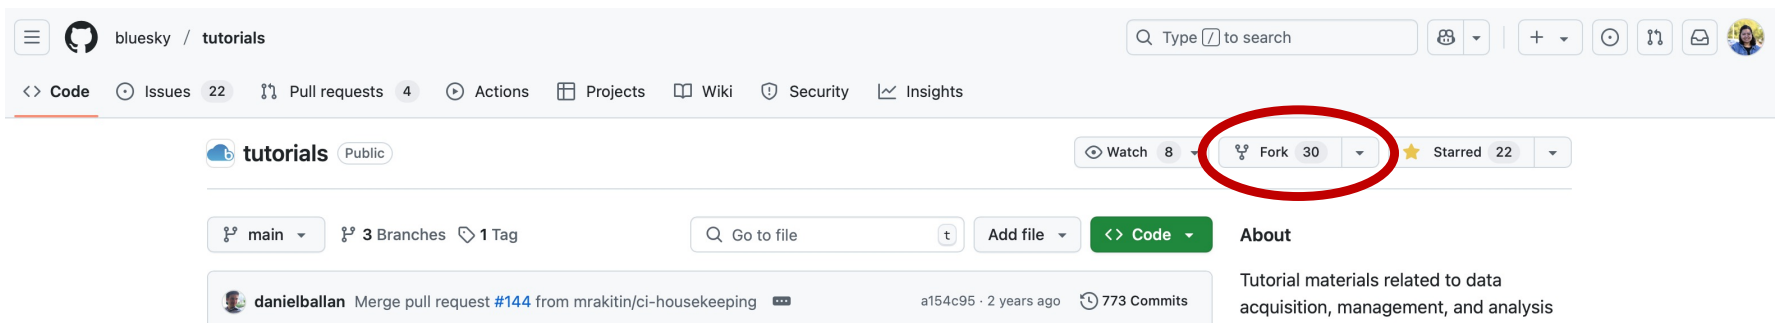 bluesky / tutorials
Type / to search
Code Issues 22 Pull requests 4 Actions Projects Wiki Security Insights
tutorials Public
Watch 8 Fork 30 Starred 22
main 3 Branches 1 Tag Go to file t Add file Code
About
danielballan Merge pull request #144 from mrakitin/ci-housekeeping a154c95 · 2 years ago 773 Commits
Tutorial materials related to data
acquisition, management, and analysis